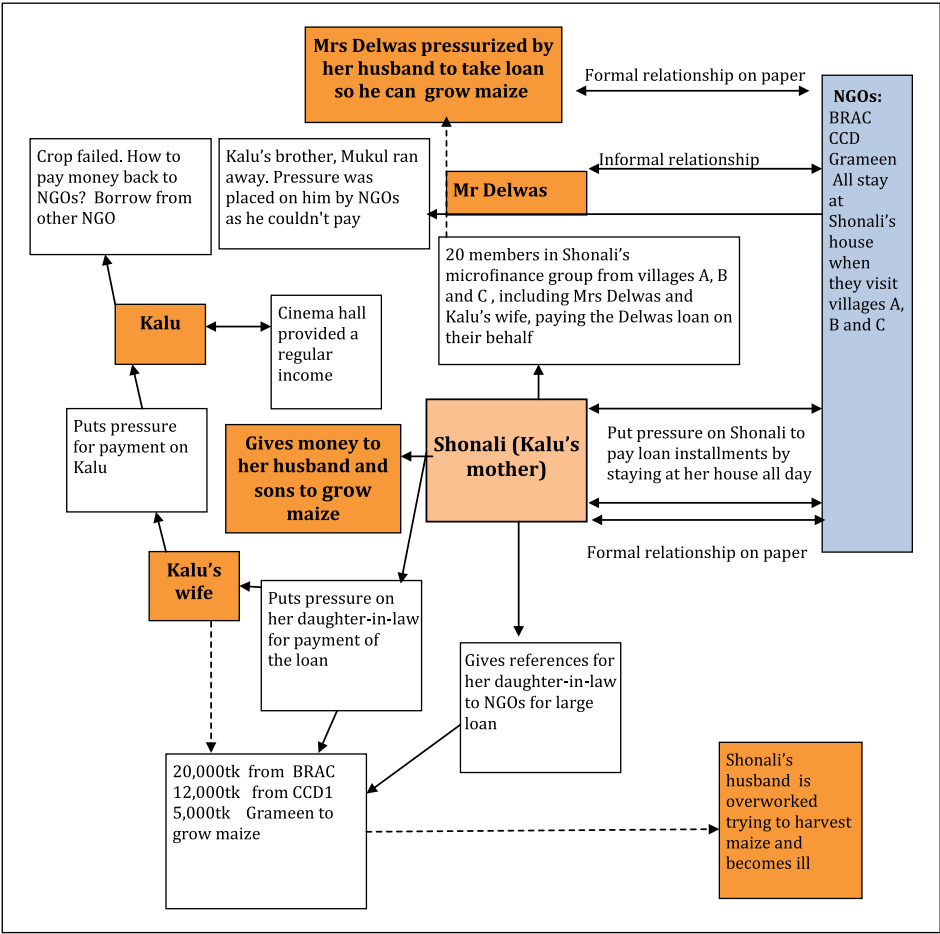 Mrs Delwas pressurized by
her husband to take loan
so he can grow maize
Formal relationship on paper
NGOs:
BRAC
CCD
Grameen
All stay
at
Shonali's
house
when
they visit
villages A,
B and C
Crop failed. How to
pay money back to
NGOs? Borrow from
other NGO
Kalu's brother, Mukul ran
away. Pressure was
placed on him by NGOs
as he couldn't pay
Informal relationship
Mr Delwas
20 members in Shonali's
microfinance group from villages A, B
and C , including Mrs Delwas and
Kalu's wife, paying the Delwas loan on
their behalf
Kalu
Cinema hall
provided a
regular
income
Puts pressure
for payment on
Kalu
Gives money to
her husband and
sons to grow
maize
Shonali (Kalu's
mother)
Put pressure on Shonali to
pay loan installments by
staying at her house all day
Formal relationship on paper
Kalu's
wife
Puts pressure on
her daughter-in-law
for payment of
the loan
Gives references for
her daughter-in-law
to NGOs for large
loan
20,000tk from BRAC
12,000tk from CCD1
5,000tk Grameen to
grow maize
Shonali's
husband is
overworked
trying to harvest
maize and
becomes ill